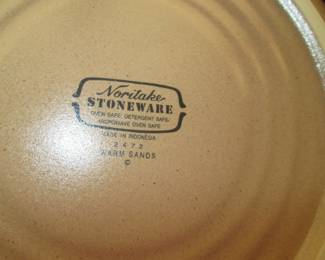 Noritake
STONEWARE
OVEN SAFE, DETERGENT SAFE,
MICROWAVE OVEN SAFE
MADE IN INDONESIA
2472
WARM SANDS
©